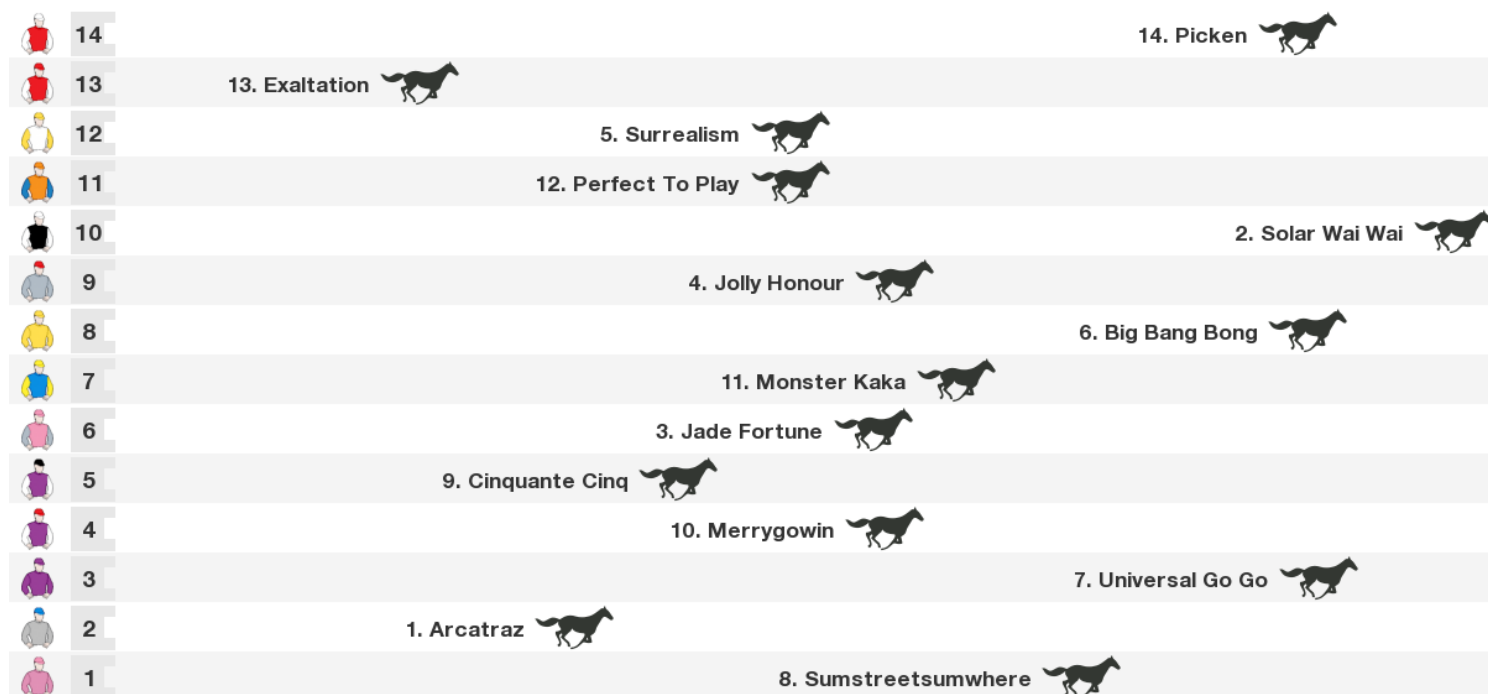 14 14. Picken
13 13. Exaltation
12 5. Surrealism
11 12. Perfect To Play
10 2. Solar Wai Wai
9 4. Jolly Honour
8 6. Big Bang Bong
7 11. Monster Kaka
6 3. Jade Fortune
5 9. Cinquante Cinq
4 10. Merrygowin
3 7. Universal Go Go
2 1. Arcatraz
1 8. Sumstreetsumwhere